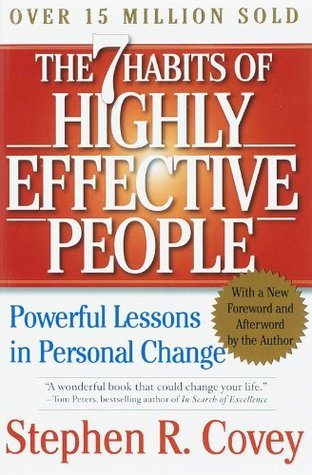 OVER 15 MILLION SOLD
THE 7 HABITS OF
HIGHLY
EFFECTIVE
PEOPLE
Powerful Lessons
in Personal Change
With a New
Foreword and
Afterword
by the Author
"A wonderful book that could change your life."
—Tom Peters, bestselling author of In Search of Excellence
Stephen R. Covey